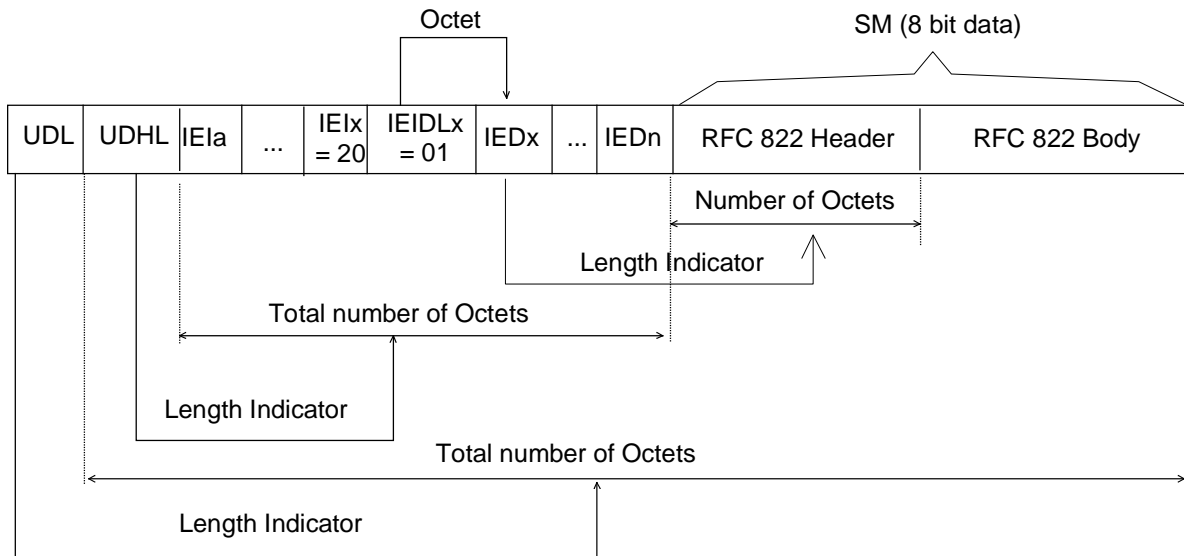 Octet
SM (8 bit data)
UDL
UDHL
IEIa
...
IEIx
= 20
IEIDLx
= 01
IEDx
...
IEDn
RFC 822 Header
RFC 822 Body
Number of Octets
Length Indicator
Total number of Octets
Length Indicator
Total number of Octets
Length Indicator